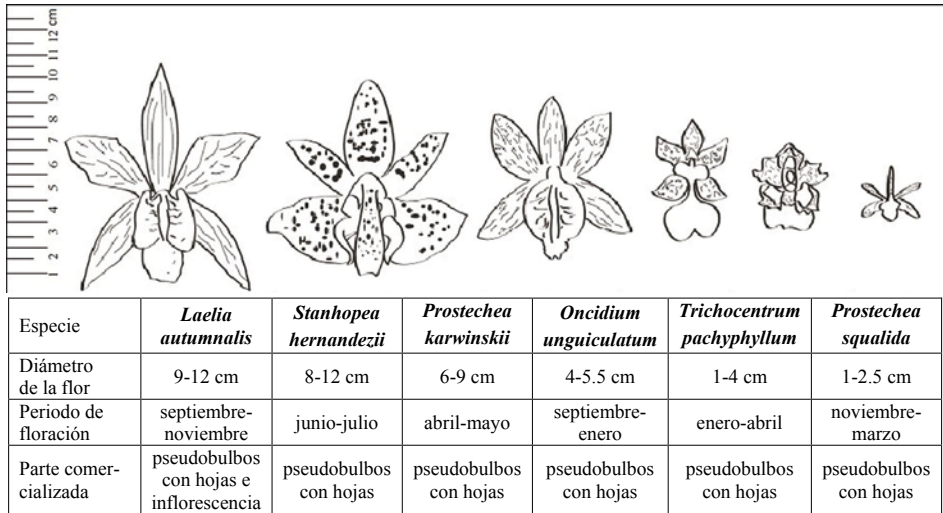 12 cm
11
10
9
8
7
6
5
4
3
2
1
Especie
Laelia
autumnalis
Stanhopea
hernandezii
Prostechea
karwinskii
Oncidium
unguiculatum
Trichocentrum
pachyphyllum
Prostechea
squalida
Diámetro
de la flor
9-12 cm
8-12 cm
6-9 cm
4-5.5 cm
1-4 cm
1-2.5 cm
Periodo de
floración
septiembre-
noviembre
junio-julio
abril-mayo
septiembre-
enero
enero-abril
noviembre-
marzo
Parte comer-
cializada
pseudobulbos
con hojas e
inflorescencia
pseudobulbos
con hojas
pseudobulbos
con hojas
pseudobulbos
con hojas
pseudobulbos
con hojas
pseudobulbos
con hojas